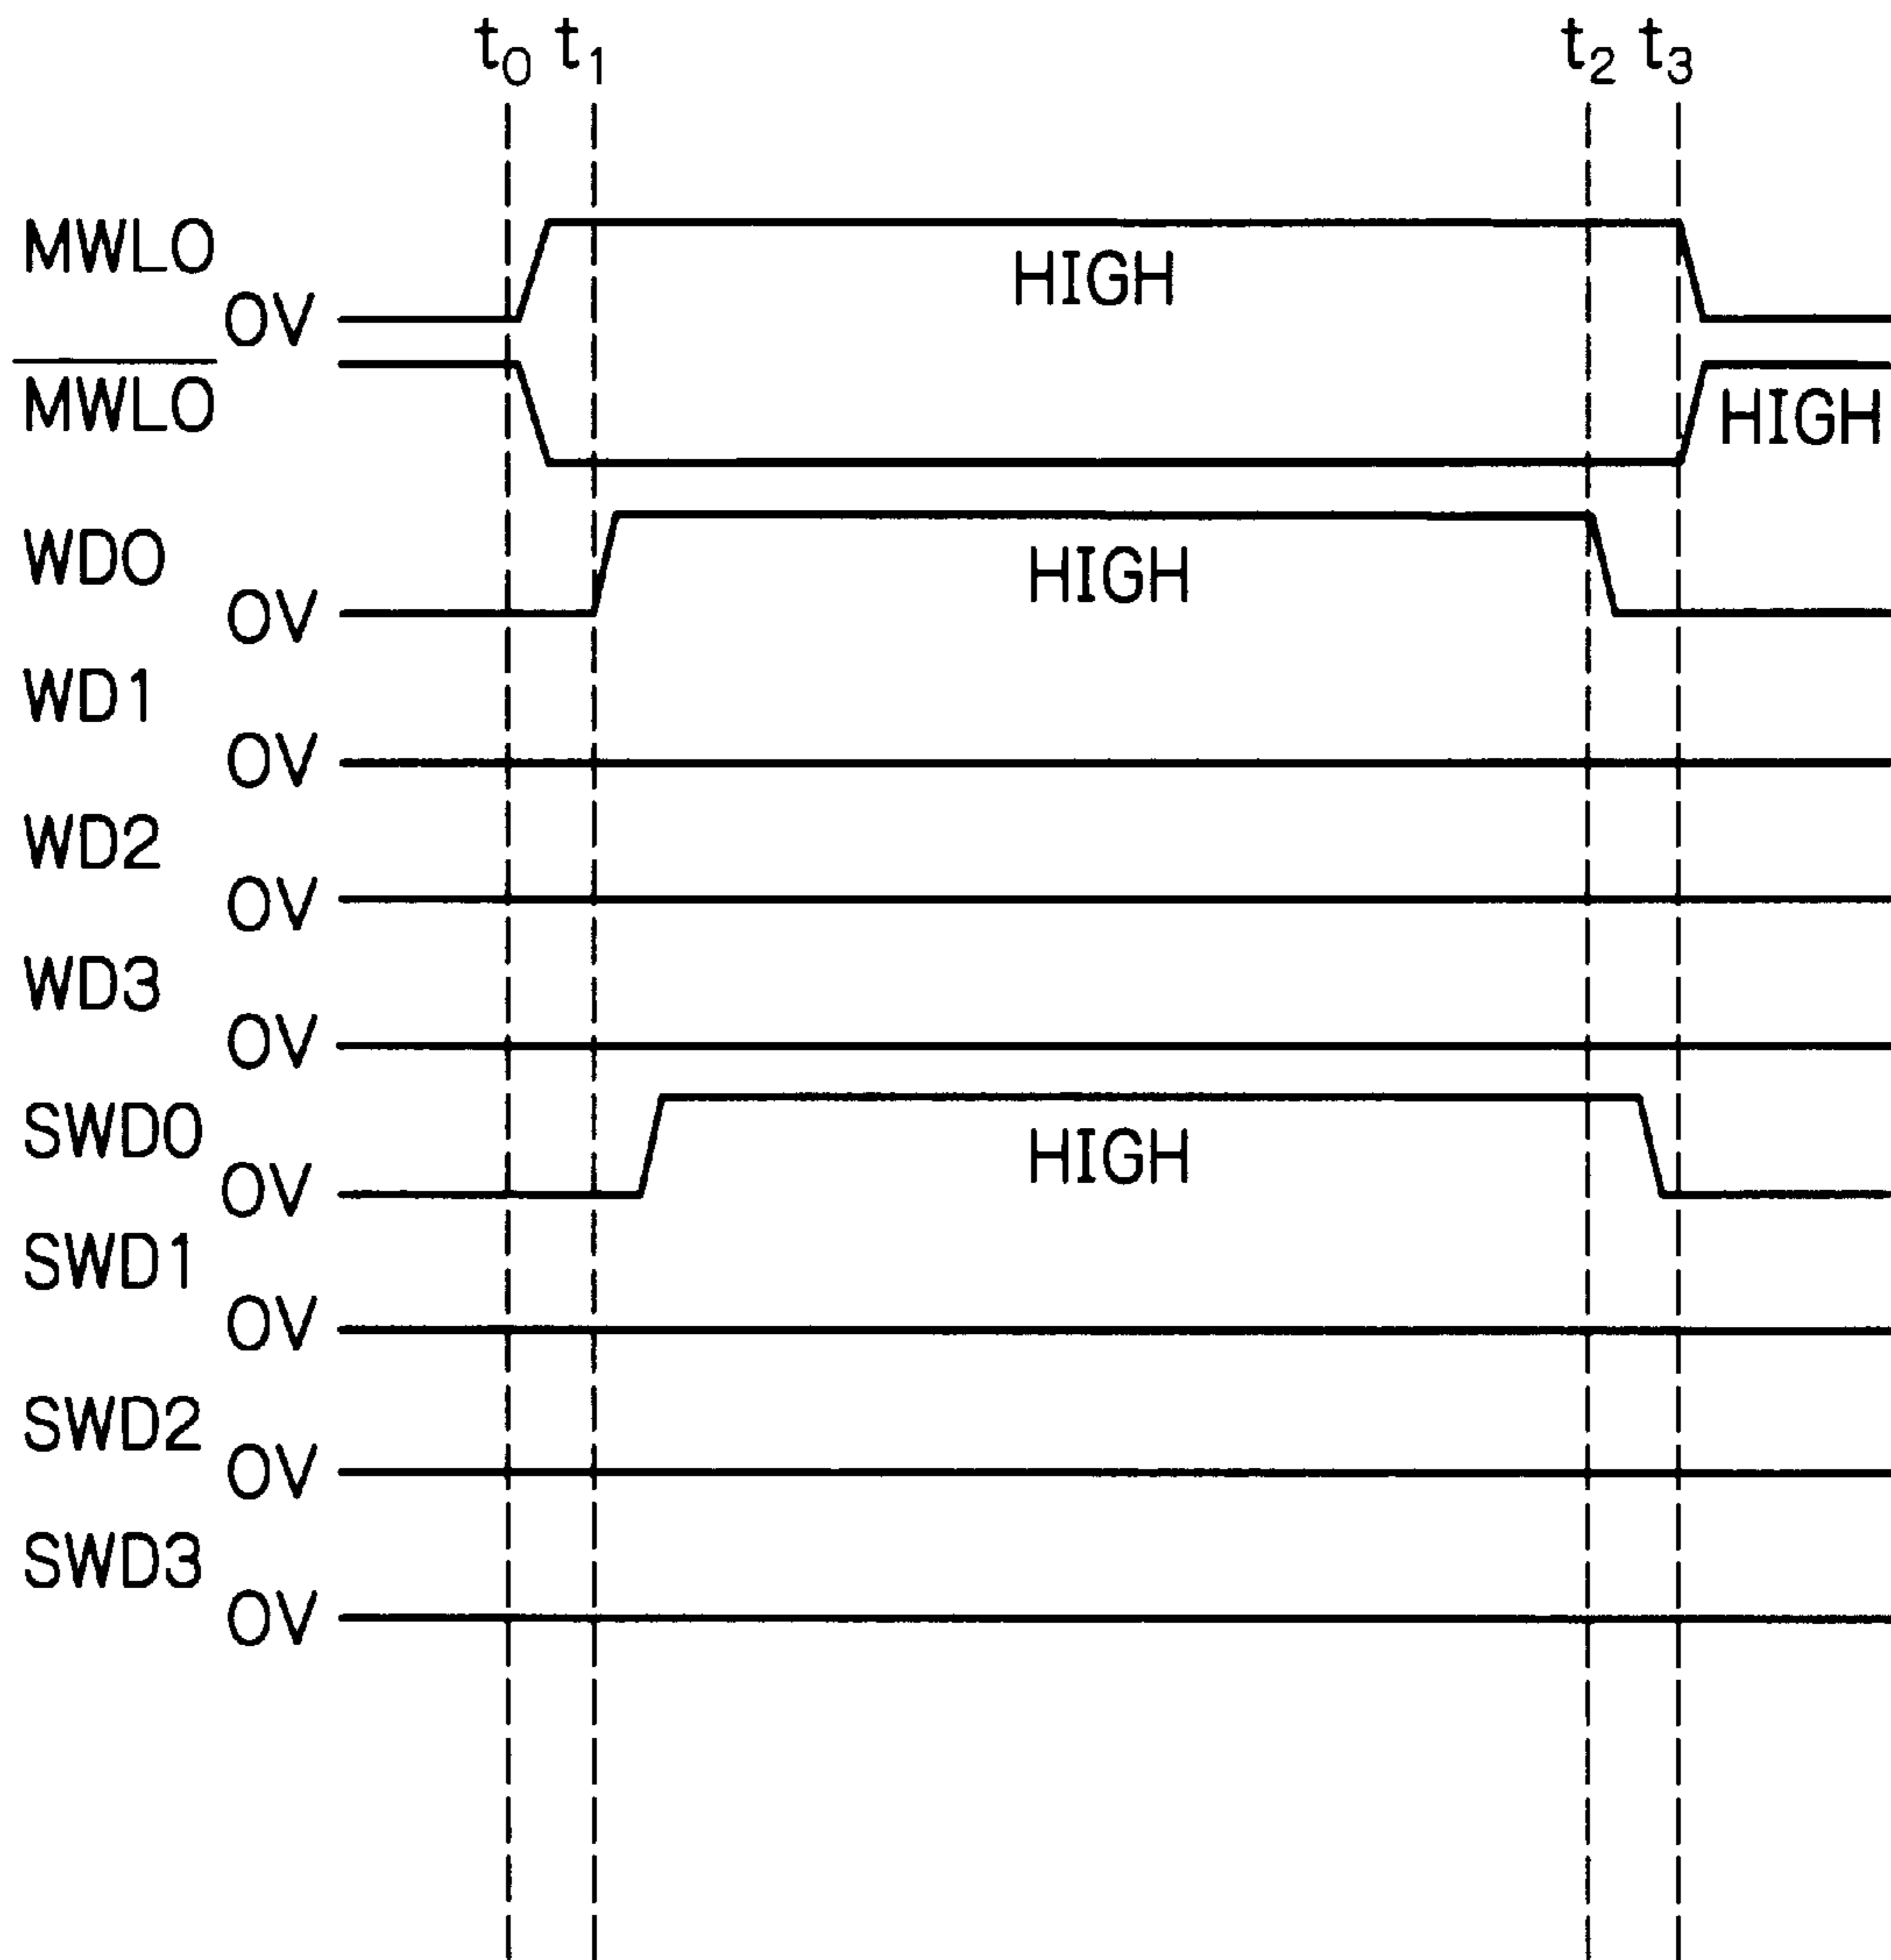 t0 t1 t2 t3
MWL0
HIGH
0V
MWL0
HIGH
WD0
HIGH
0V
WD1
0V
WD2
0V
WD3
0V
SWD0
HIGH
0V
SWD1
0V
SWD2
0V
SWD3
0V